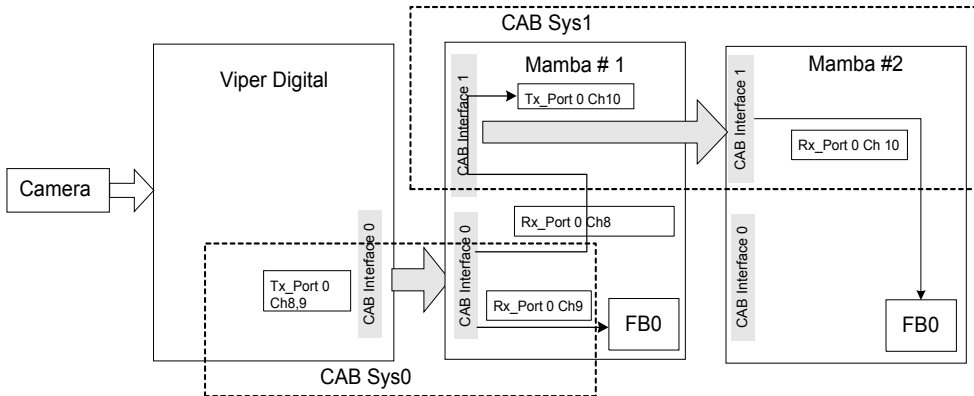 CAB Sys1
Viper Digital
Mamba # 1
Mamba #2
CAB Interface 1
Tx_Port 0 Ch10
CAB Interface 1
Rx_Port 0 Ch 10
Camera
CAB Interface 0
Tx_Port 0
Ch8,9
CAB Interface 0
Rx_Port 0 Ch8
Rx_Port 0 Ch9
FB0
CAB Interface 0
FB0
CAB Sys0